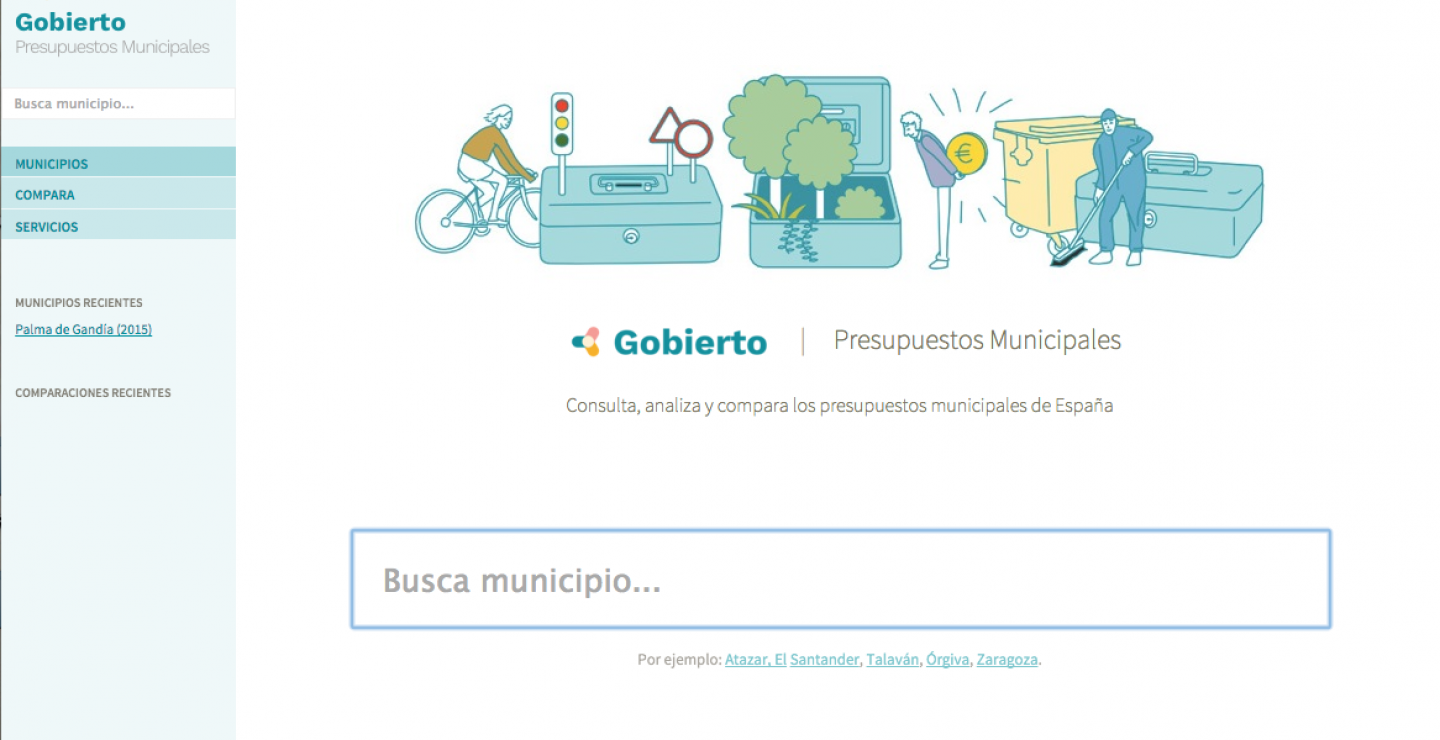 Gobierto
Presupuestos Municipales
Busca municipio...
MUNICIPIOS
COMPARA
SERVICIOS
MUNICIPIOS RECIENTES
Palma de Gandía (2015)
COMPARACIONES RECIENTES
€
Gobierto | Presupuestos Municipales
Consulta, analiza y compara los presupuestos municipales de España
Busca municipio...
Por ejemplo: Atazar, El Santander, Talaván, Órgiva, Zaragoza.